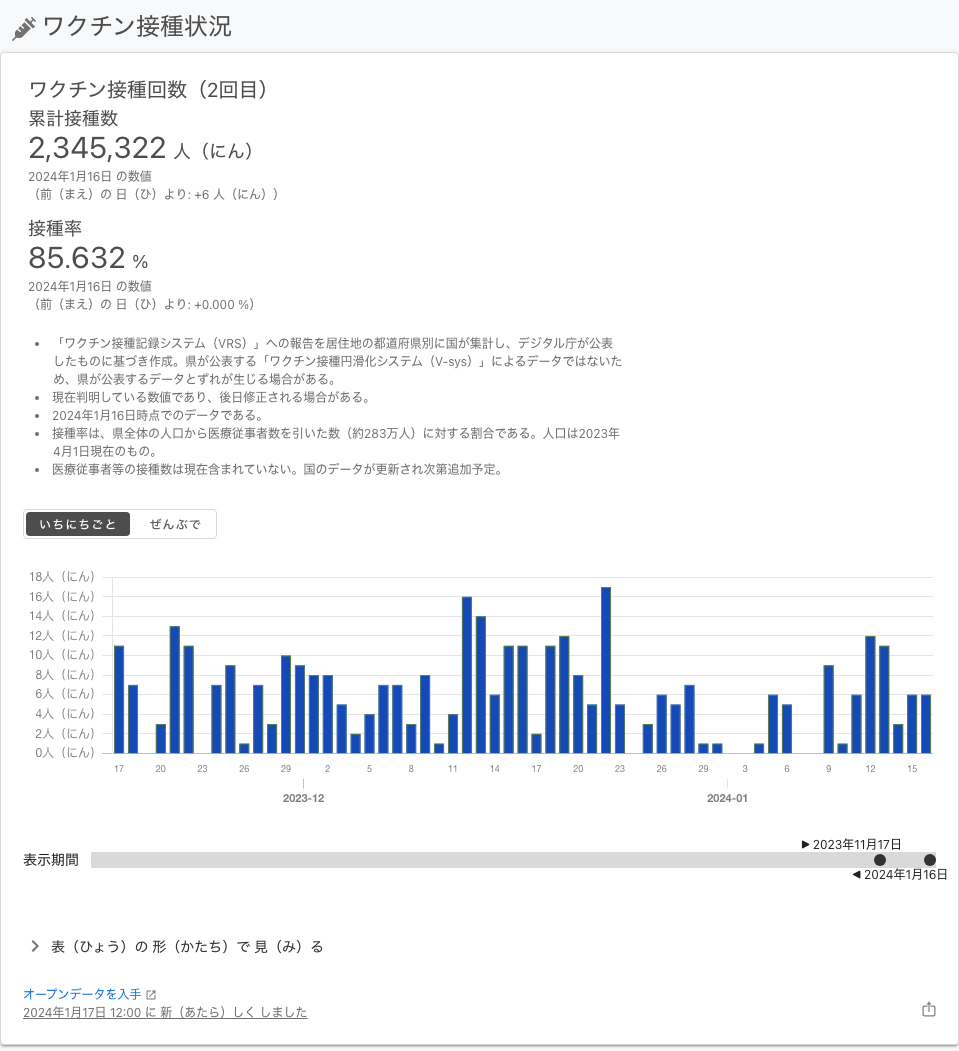 ワクチン接種状況
ワクチン接種回数（2回目）
累計接種数
2,345,322 人（にん）
2024年1月16日 の数値
（前（まえ）の 日（ひ）より: +6 人（にん））
接種率
85.632 %
2024年1月16日 の数値
（前（まえ）の 日（ひ）より: +0.000 %）
• 「ワクチン接種記録システム（VRS）」への報告を居住地の都道府県別に国が集計し、デジタル庁が公表
したものに基づき作成。県が公表する「ワクチン接種円滑化システム（V-sys）」によるデータではないた
め、県が公表するデータとずれが生じる場合がある。
• 現在判明している数値であり、後日修正される場合がある。
• 2024年1月16日時点でのデータである。
• 接種率は、県全体の人口から医療従事者数を引いた数（約283万人）に対する割合である。人口は2023年
4月1日現在のもの。
• 医療従事者等の接種数は現在含まれていない。国のデータが更新され次第追加予定。
いちにちごと ぜんぶで
18人（にん）
16人（にん）
14人（にん）
12人（にん）
10人（にん）
8人（にん）
6人（にん）
4人（にん）
2人（にん）
0人（にん）
17 20 23 26 29 2 5 8 11 14 17 20 23 26 29 3 6 9 12 15
2023-12 2024-01
▶ 2023年11月17日
表示期間
◀ 2024年1月16日
表（ひょう）の 形（かたち）で 見（み）る
オープンデータを入手
2024年1月17日 12:00 に 新（あたら）しく しました